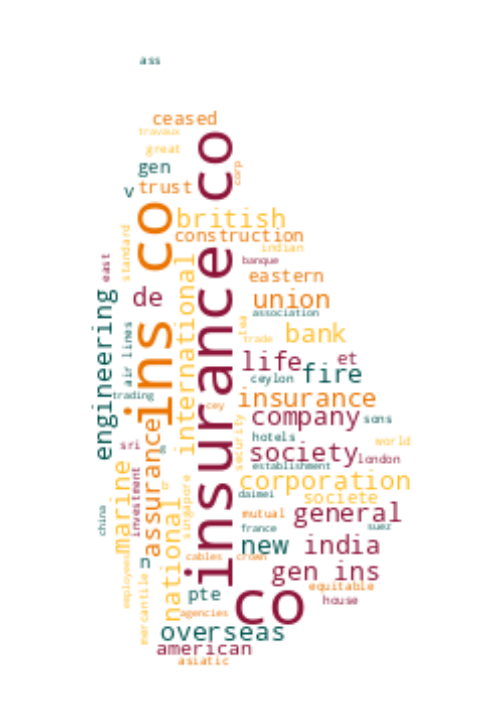 ass
ceased
travaux
great
gen
corp
v
trust
co
insurance co
british
construction
indian
banque
east
standard
eastern
de
international
union
association
ins co
engineering
air lines
tea
trade
bank
life
et
ceylon
fire
trading
insurance
cey
company
sons
security
hotels
world
sri
society
london
establishment
assurance
marine
investment
corporation
daimei
societe
singapore
mutual
general
france
suez
china
national
new
india
n
cables
crown
gen ins
employees
equitable
pte
co
house
mercantile
agencies
overseas
american
asiatic